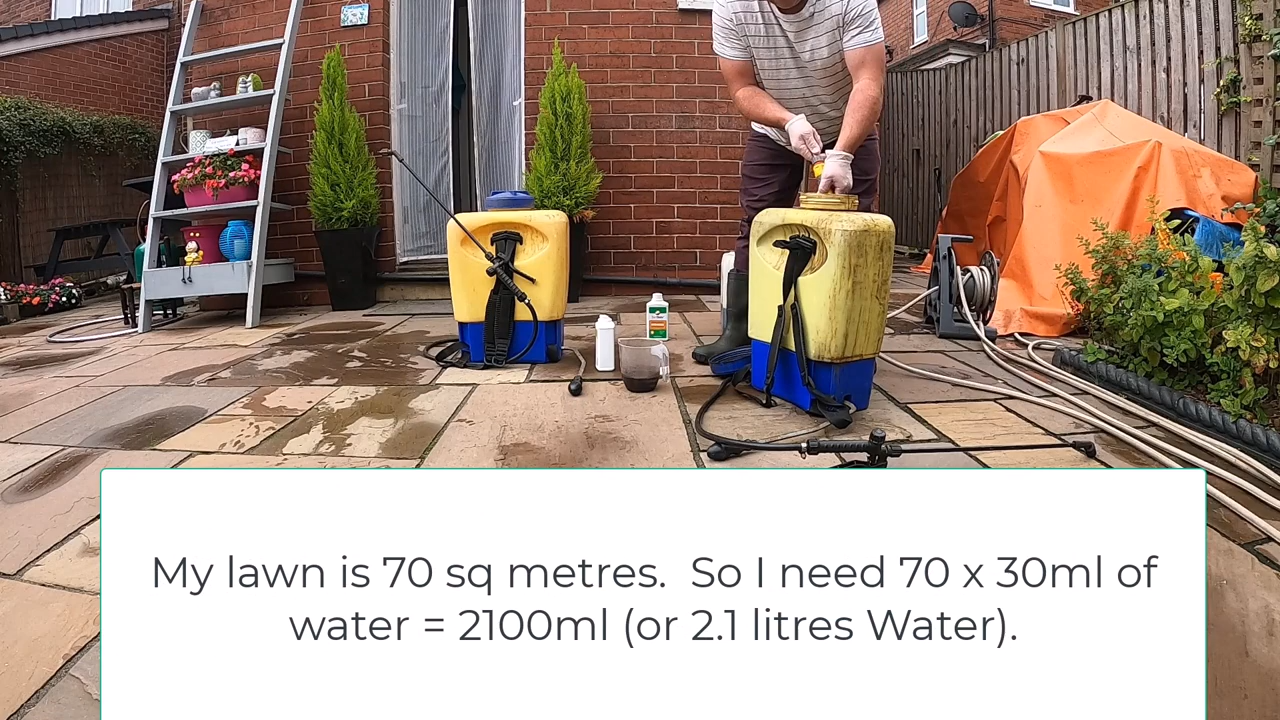 My lawn is 70 sq metres.  So I need 70 x 30ml of
water = 2100ml (or 2.1 litres Water).